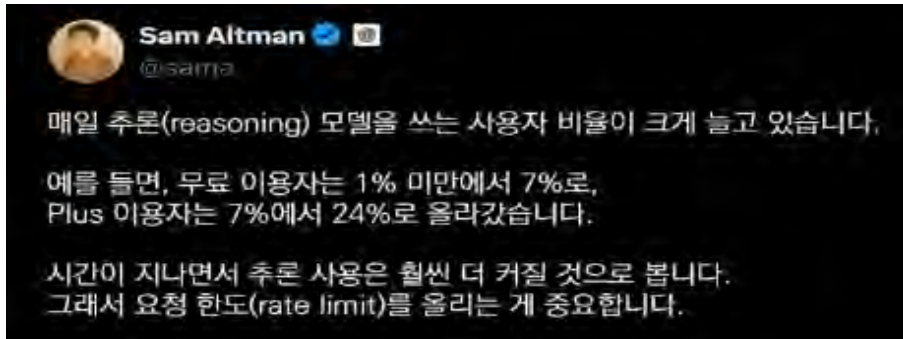 Sam Altman
@sama
매일 추론(reasoning) 모델을 쓰는 사용자 비율이 크게 늘고 있습니다.
예를 들면, 무료 이용자는 1% 미만에서 7%로,
Plus 이용자는 7%에서 24%로 올라갔습니다.
시간이 지나면서 추론 사용은 훨씬 더 커질 것으로 봅니다.
그래서 요청 한도(rate limit)를 올리는 게 중요합니다.